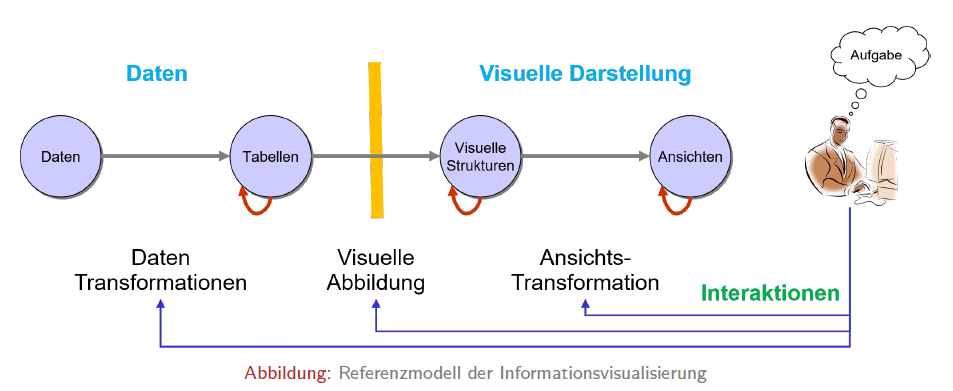 Aufgabe
Daten
Visuelle Darstellung
Daten
Tabellen
Visuelle
Strukturen
Ansichten
Daten
Transformationen
Visuelle
Abbildung
Ansichts-
Transformation
Interaktionen
Abbildung: Referenzmodell der Informationsvisualisierung